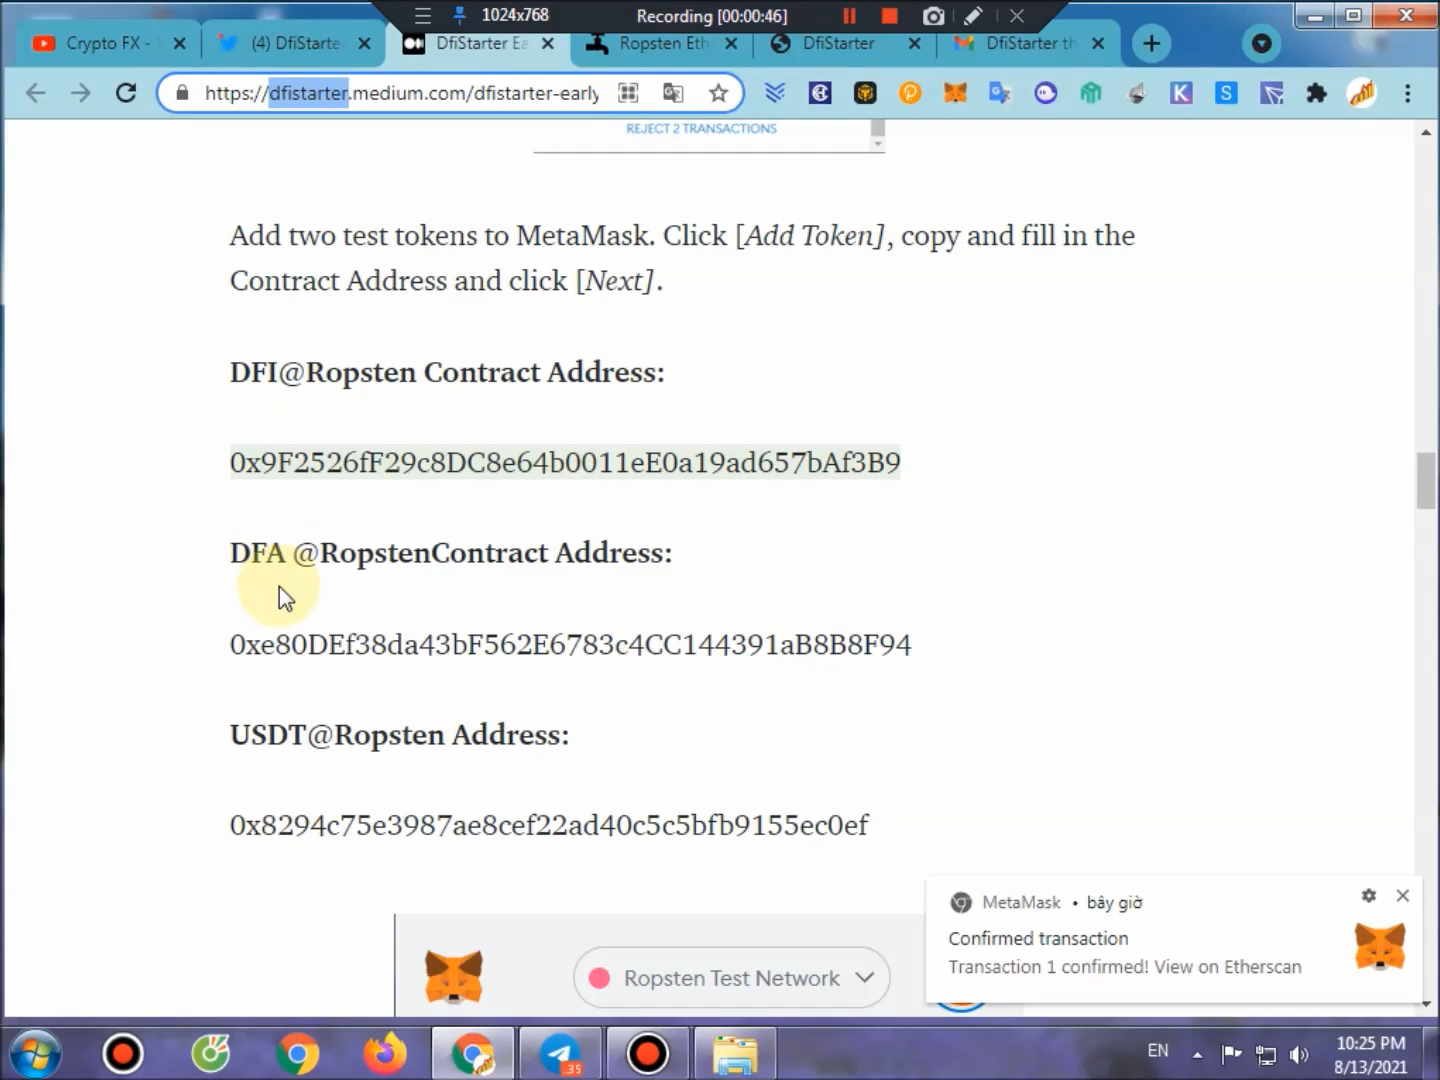 1024x768
Recording [00:00:46]
Crypto FX -
(4) DfiStarte
DfiStarter Ea
Ropsten Eth
DfiStarter
DfiStarter th
https://dfistarter.medium.com/dfistarter-early
REJECT 2 TRANSACTIONS
Add two test tokens to MetaMask. Click [Add Token], copy and fill in the
Contract Address and click [Next].
DFI@Ropsten Contract Address:
0x9F2526fF29c8DC8e64b0011eE0a19ad657bAf3B9
DFA @RopstenContract Address:
0xe80DEf38da43bF562E6783c4CC144391aB8B8F94
USDT@Ropsten Address:
0x8294c75e3987ae8cef22ad40c5c5bfb9155ec0ef
MetaMask • bây giờ
Confirmed transaction
Transaction 1 confirmed! View on Etherscan
Ropsten Test Network
EN
10:25 PM
8/13/2021
.35